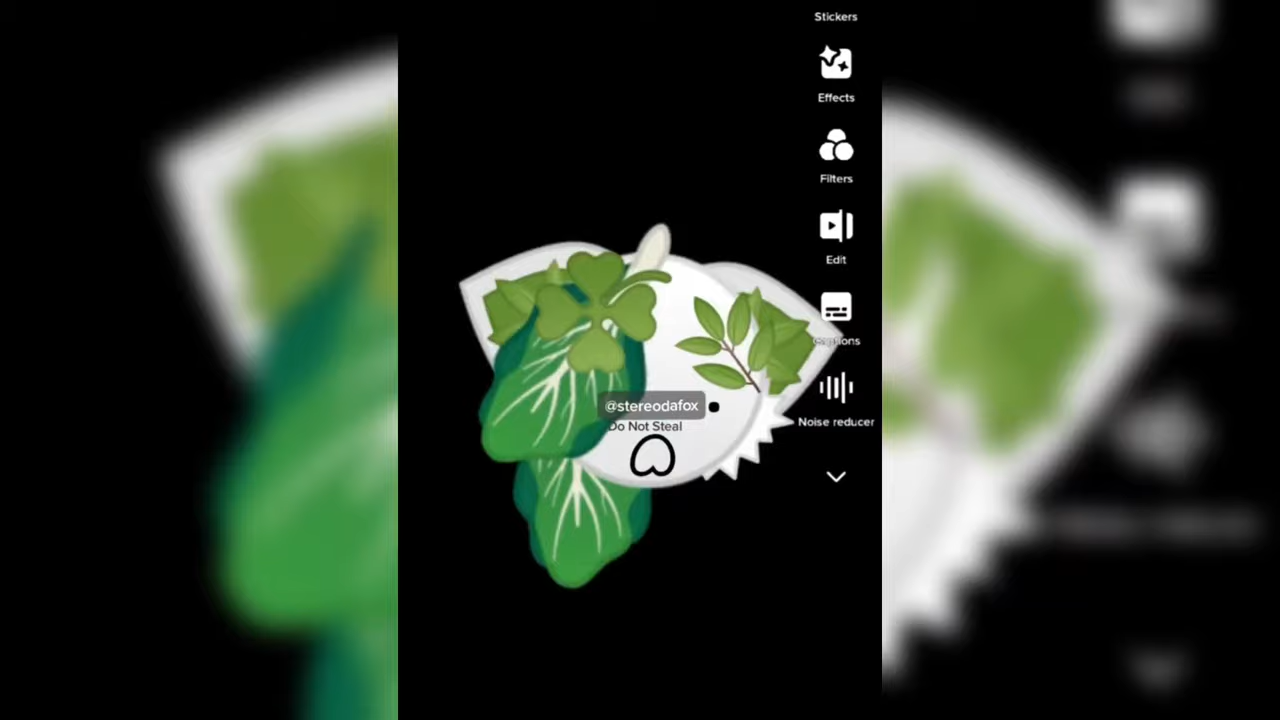 Stickers
Effects
Filters
Edit
Noise reducer
@stereodafox
Do Not Steal